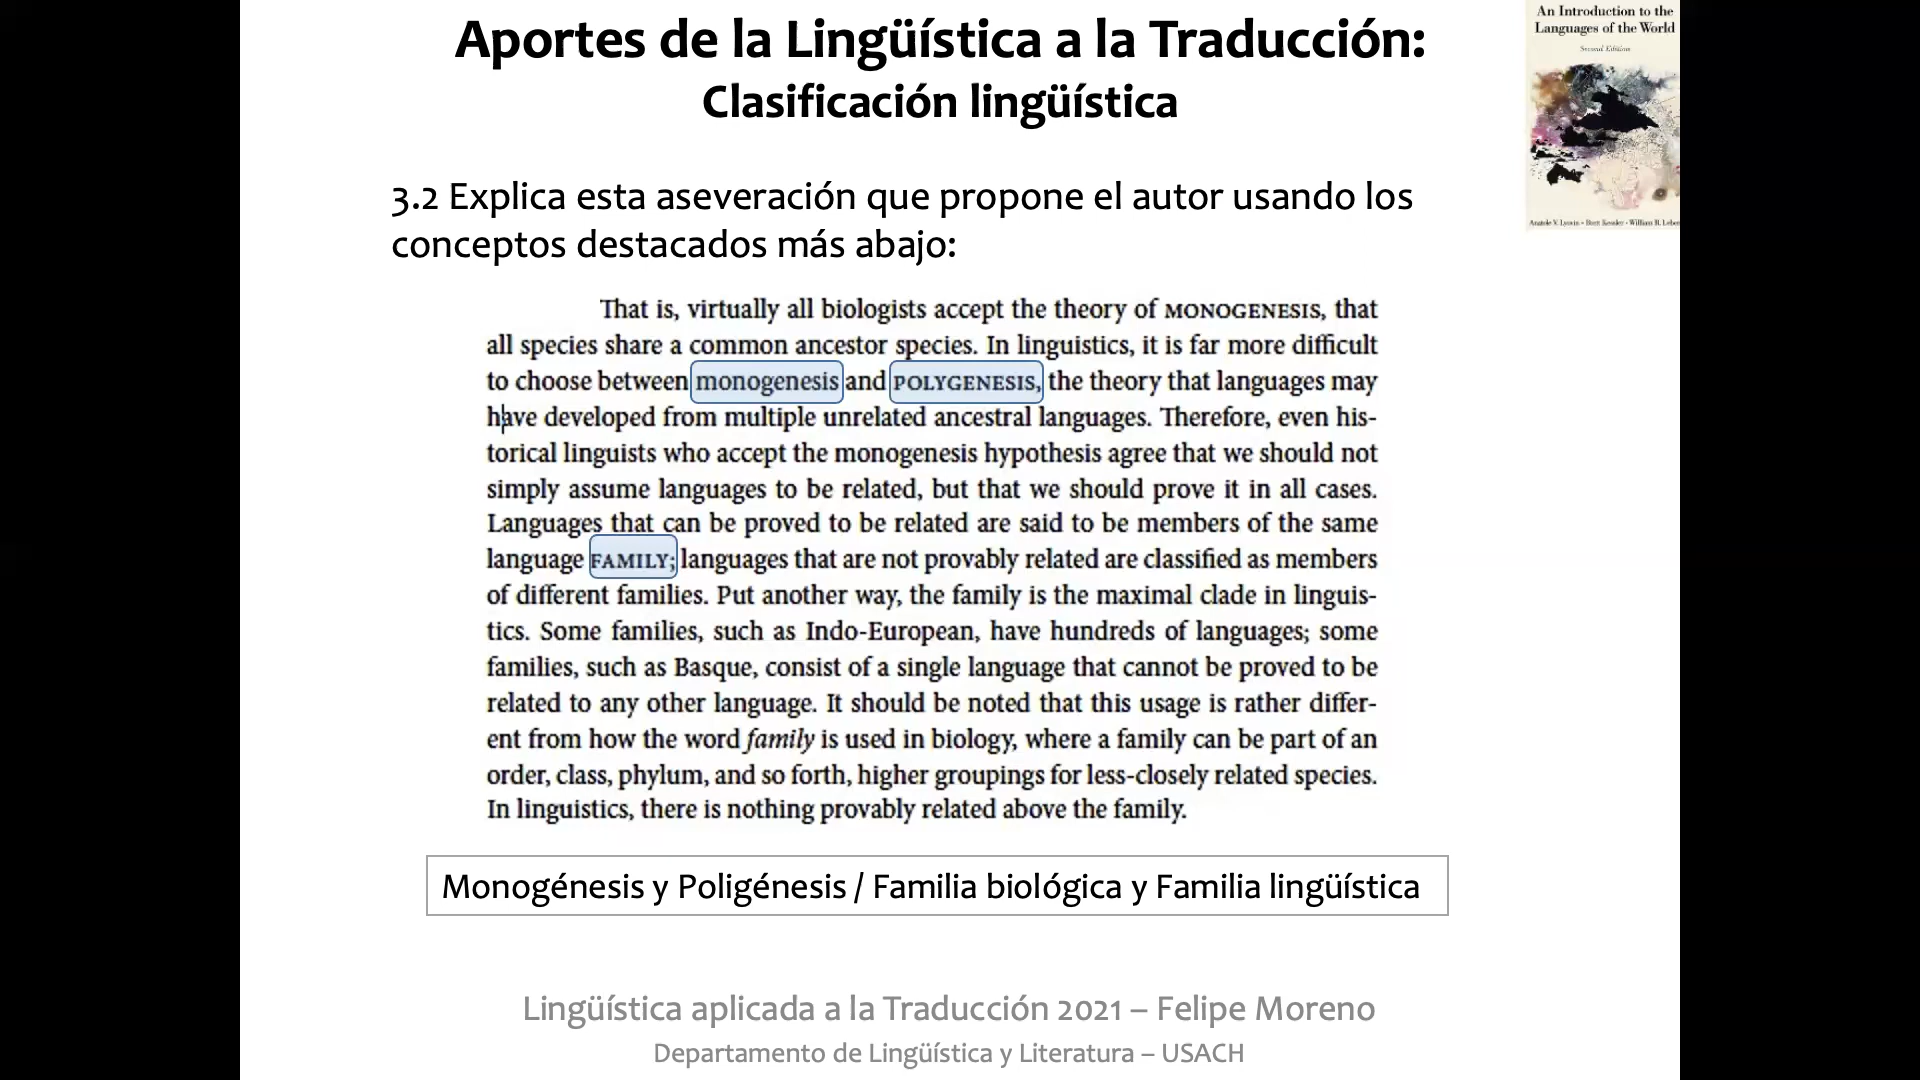 Aportes de la Lingüística a la Traducción:
Clasificación lingüística
An Introduction to the
Languages of the World
Second Edition
Anatole V. Lyovin • Brett Kessler • William R. Leben
3.2 Explica esta aseveración que propone el autor usando los
conceptos destacados más abajo:
That is, virtually all biologists accept the theory of MONOGENESIS, that
all species share a common ancestor species. In linguistics, it is far more difficult
to choose between monogenesis and POLYGENESIS, the theory that languages may
have developed from multiple unrelated ancestral languages. Therefore, even his-
torical linguists who accept the monogenesis hypothesis agree that we should not
simply assume languages to be related, but that we should prove it in all cases.
Languages that can be proved to be related are said to be members of the same
language FAMILY; languages that are not provably related are classified as members
of different families. Put another way, the family is the maximal clade in linguis-
tics. Some families, such as Indo-European, have hundreds of languages; some
families, such as Basque, consist of a single language that cannot be proved to be
related to any other language. It should be noted that this usage is rather differ-
ent from how the word family is used in biology, where a family can be part of an
order, class, phylum, and so forth, higher groupings for less-closely related species.
In linguistics, there is nothing provably related above the family.
Monogénesis y Poligénesis / Familia biológica y Familia lingüística
Lingüística aplicada a la Traducción 2021 – Felipe Moreno
Departamento de Lingüística y Literatura – USACH